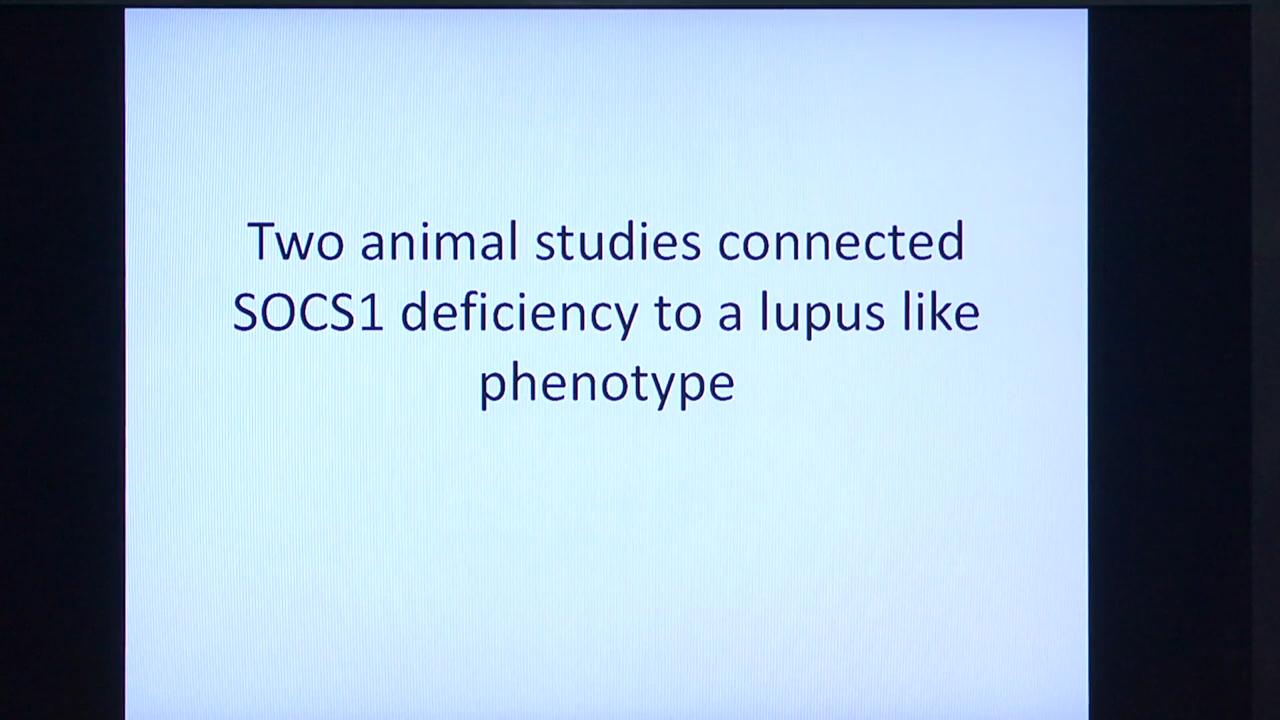 Two animal studies connected
SOCS1 deficiency to a lupus like
phenotype